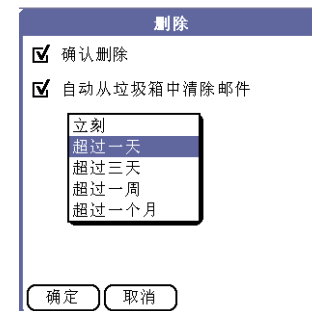 删除
确认删除
自动从垃圾箱中清除邮件
立刻
超过一天
超过三天
超过一周
超过一个月
确定 取消